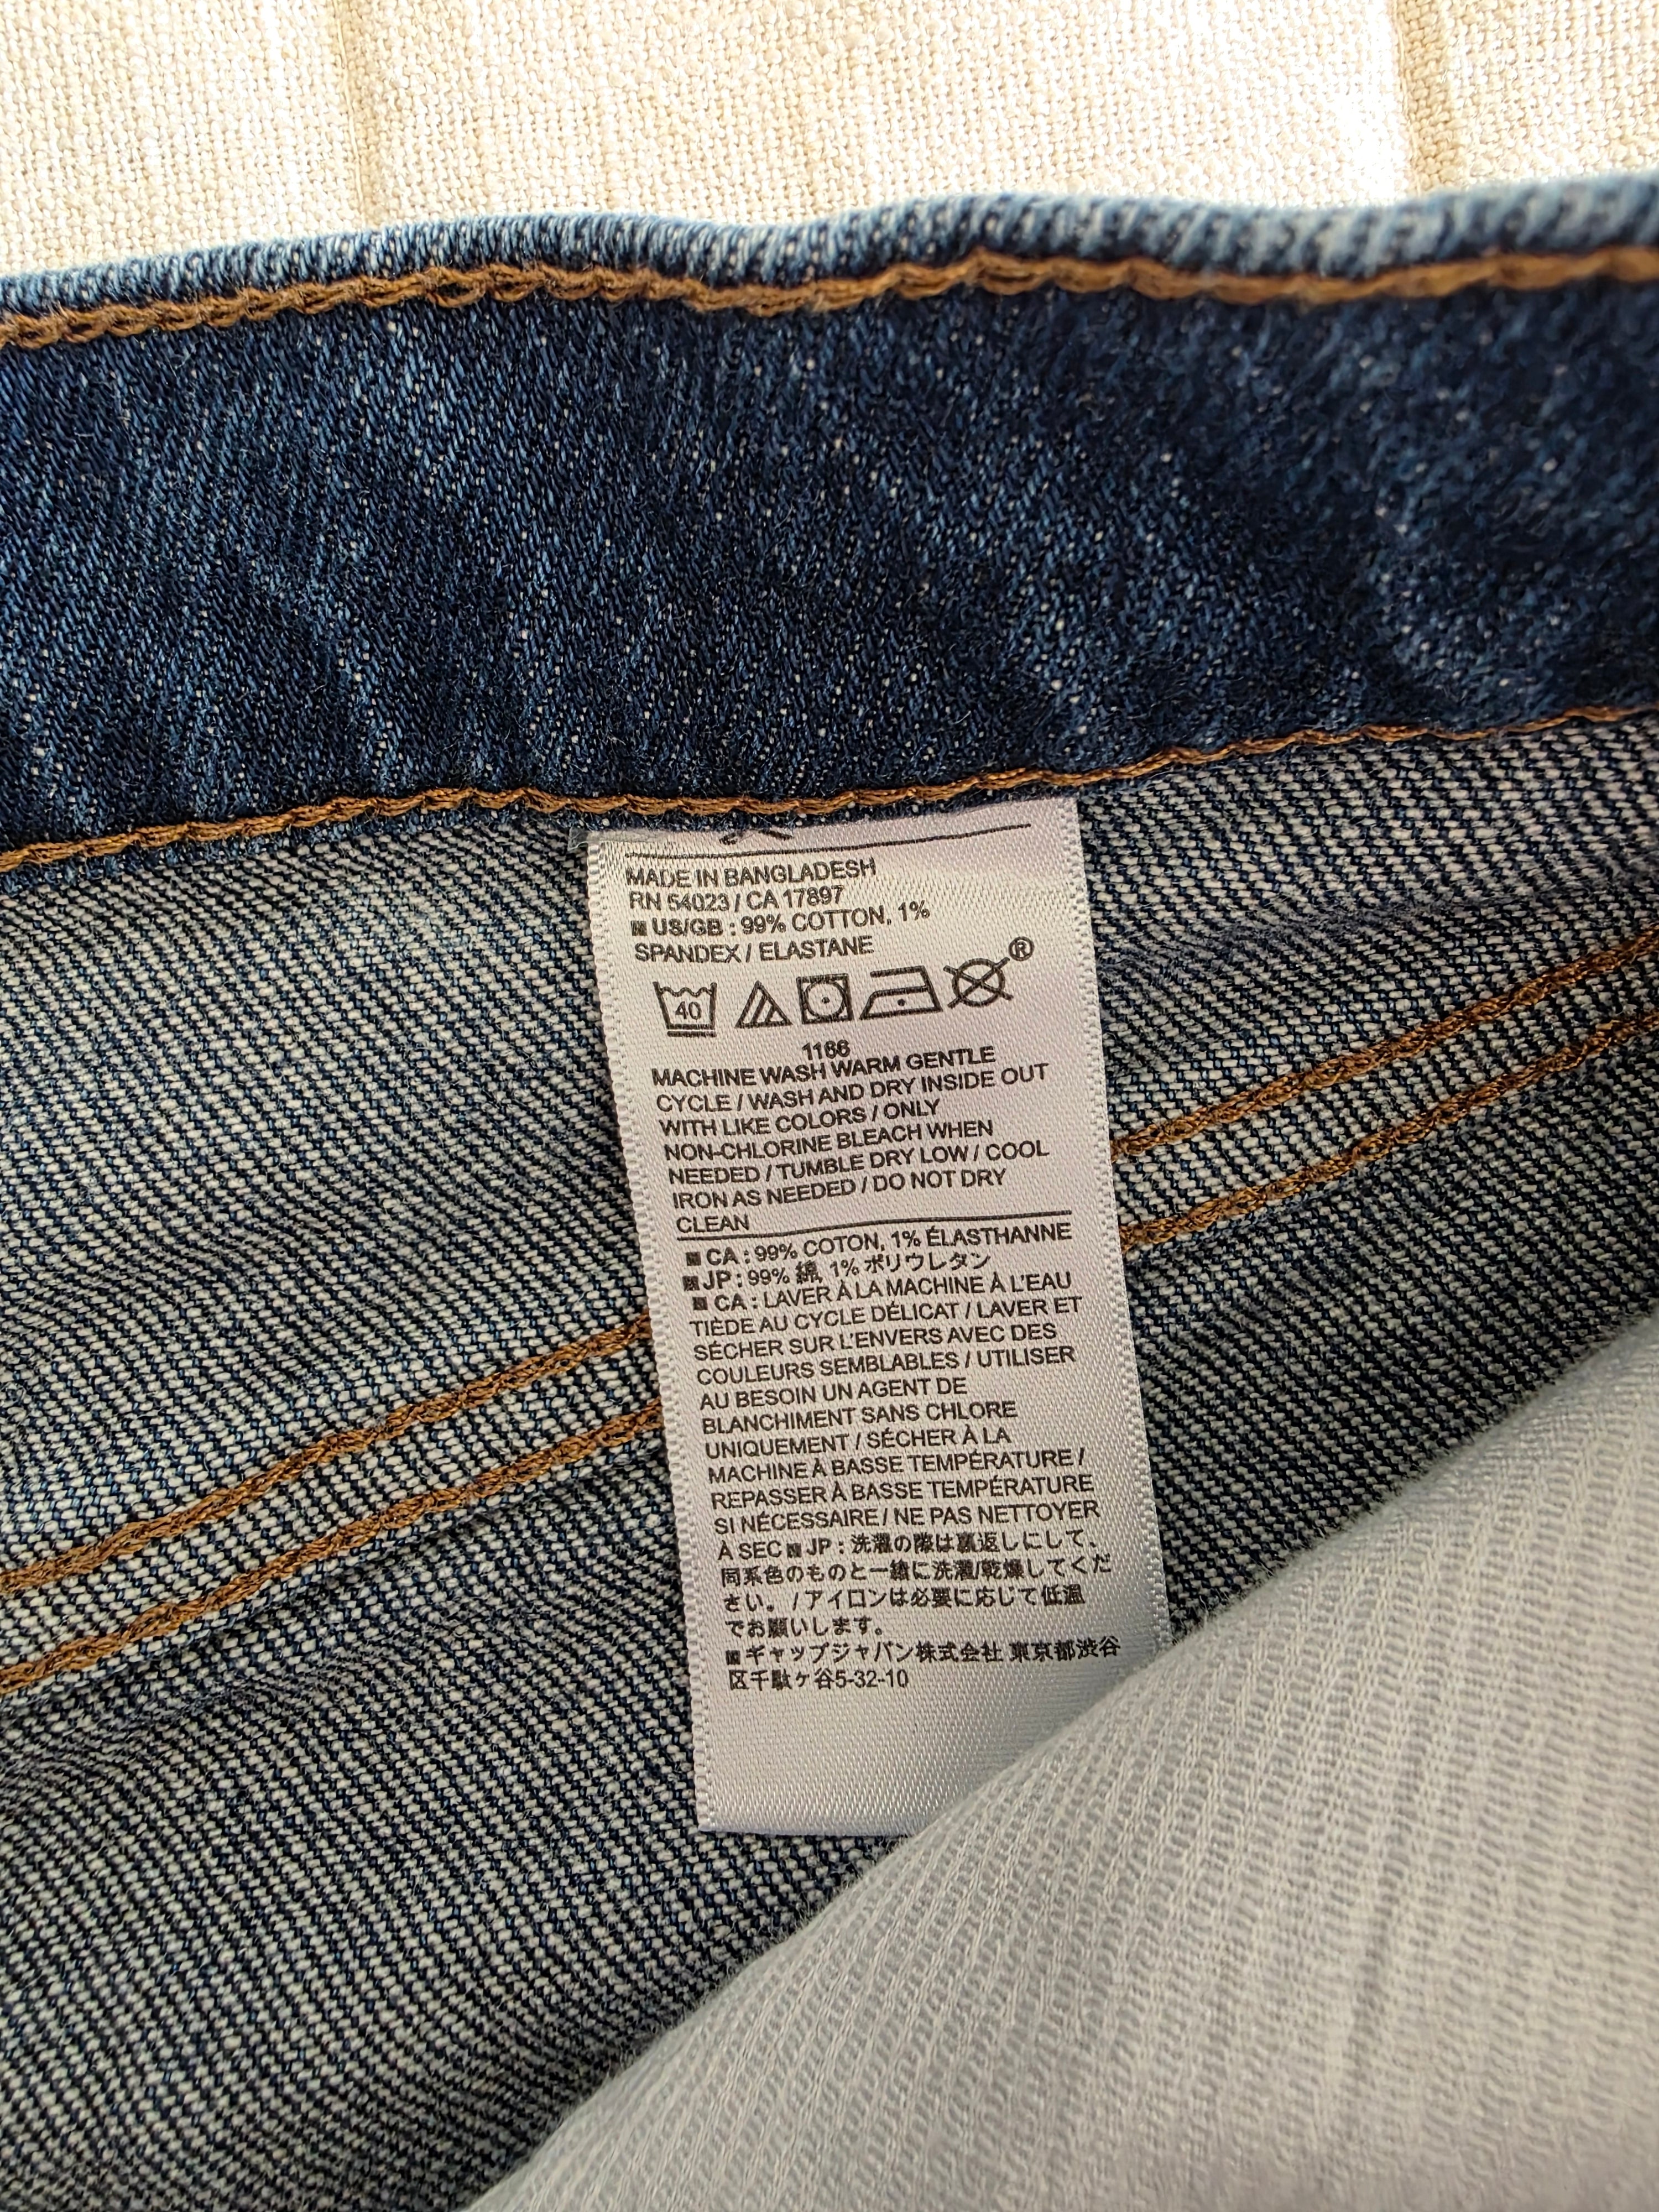 MADE IN BANGLADESH
RN 54023 / CA 17897
US/GB : 99% COTTON, 1%
SPANDEX / ELASTANE
®
40
1166
MACHINE WASH WARM GENTLE
CYCLE / WASH AND DRY INSIDE OUT
WITH LIKE COLORS / ONLY
NON-CHLORINE BLEACH WHEN
NEEDED / TUMBLE DRY LOW / COOL
IRON AS NEEDED / DO NOT DRY
CLEAN
CA : 99% COTON, 1% ÉLASTHANNE
JP : 99% 綿, 1% ポリウレタン
CA : LAVER À LA MACHINE À L'EAU
TIÈDE AU CYCLE DÉLICAT / LAVER ET
SÉCHER SUR L'ENVERS AVEC DES
COULEURS SEMBLABLES / UTILISER
AU BESOIN UN AGENT DE
BLANCHIMENT SANS CHLORE
UNIQUEMENT / SÉCHER À LA
MACHINE À BASSE TEMPÉRATURE /
REPASSER À BASSE TEMPÉRATURE
SI NÉCESSAIRE / NE PAS NETTOYER
À SEC JP : 洗濯の際は裏返しにして、
同系色のものと一緒に洗濯/乾燥してくだ
さい。 / アイロンは必要に応じて低温
でお願いします。
ギャップジャパン株式会社 東京都渋谷
区千駄ヶ谷5-32-10